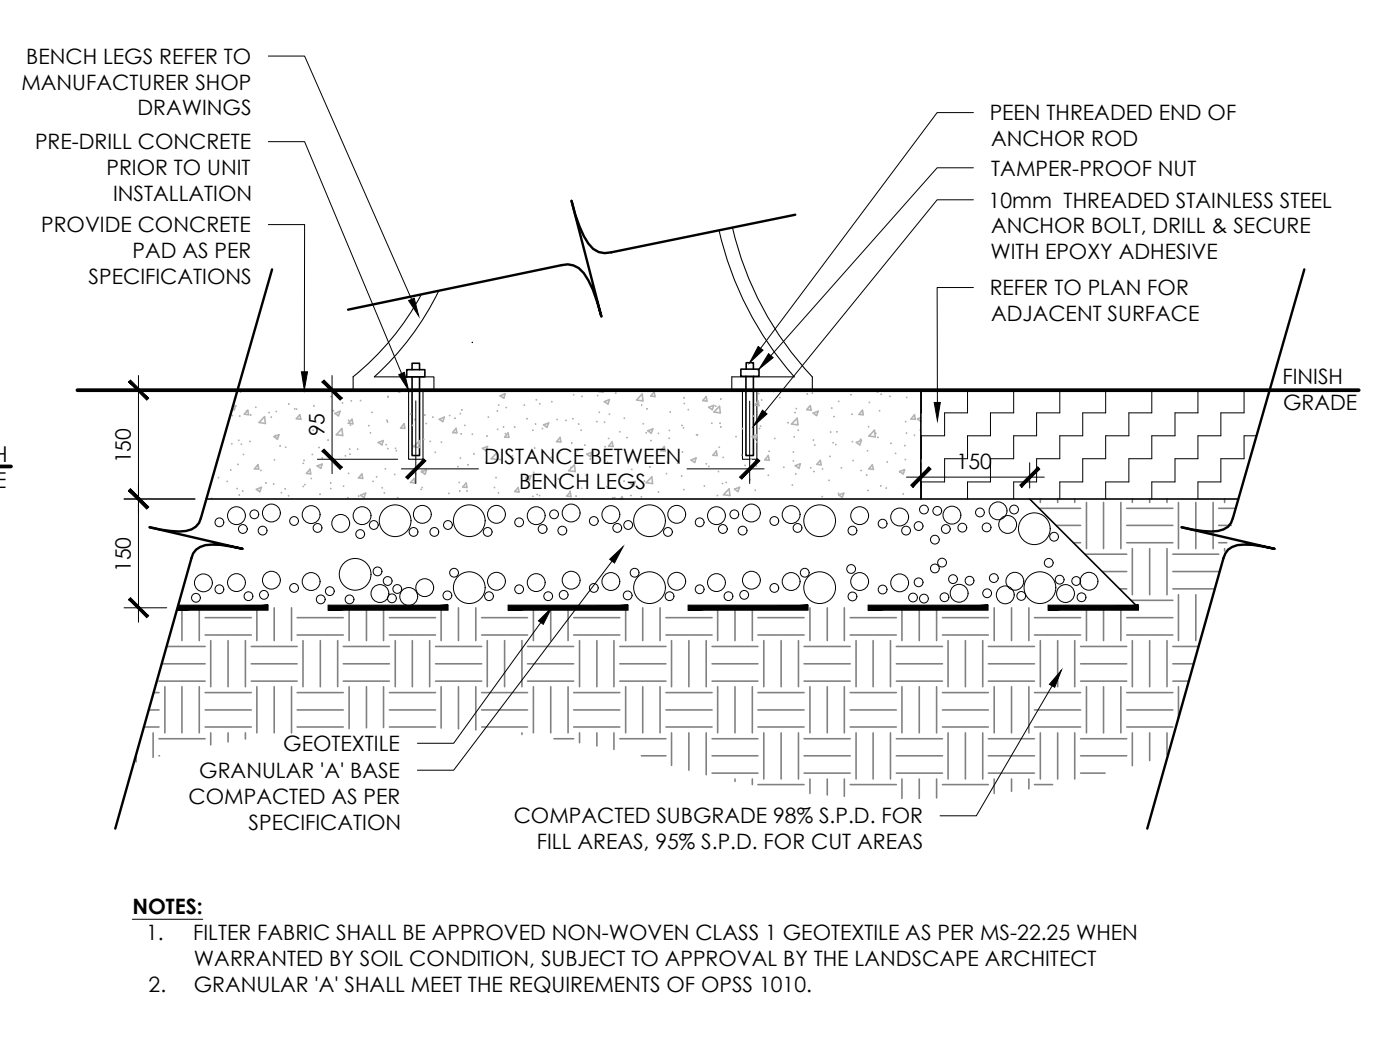 BENCH LEGS REFER TO
MANUFACTURER SHOP
DRAWINGS
PRE-DRILL CONCRETE
PRIOR TO UNIT
INSTALLATION
PROVIDE CONCRETE
PAD AS PER
SPECIFICATIONS
PEEN THREADED END OF
ANCHOR ROD
TAMPER-PROOF NUT
10mm THREADED STAINLESS STEEL
ANCHOR BOLT, DRILL & SECURE
WITH EPOXY ADHESIVE
REFER TO PLAN FOR
ADJACENT SURFACE
FINISH
GRADE
H
E
150
95
DISTANCE BETWEEN
BENCH LEGS
150
150
GEOTEXTILE
GRANULAR 'A' BASE
COMPACTED AS PER
SPECIFICATION
COMPACTED SUBGRADE 98% S.P.D. FOR
FILL AREAS, 95% S.P.D. FOR CUT AREAS
NOTES:
1. FILTER FABRIC SHALL BE APPROVED NON-WOVEN CLASS 1 GEOTEXTILE AS PER MS-22.25 WHEN
WARRANTED BY SOIL CONDITION, SUBJECT TO APPROVAL BY THE LANDSCAPE ARCHITECT
2. GRANULAR 'A' SHALL MEET THE REQUIREMENTS OF OPSS 1010.